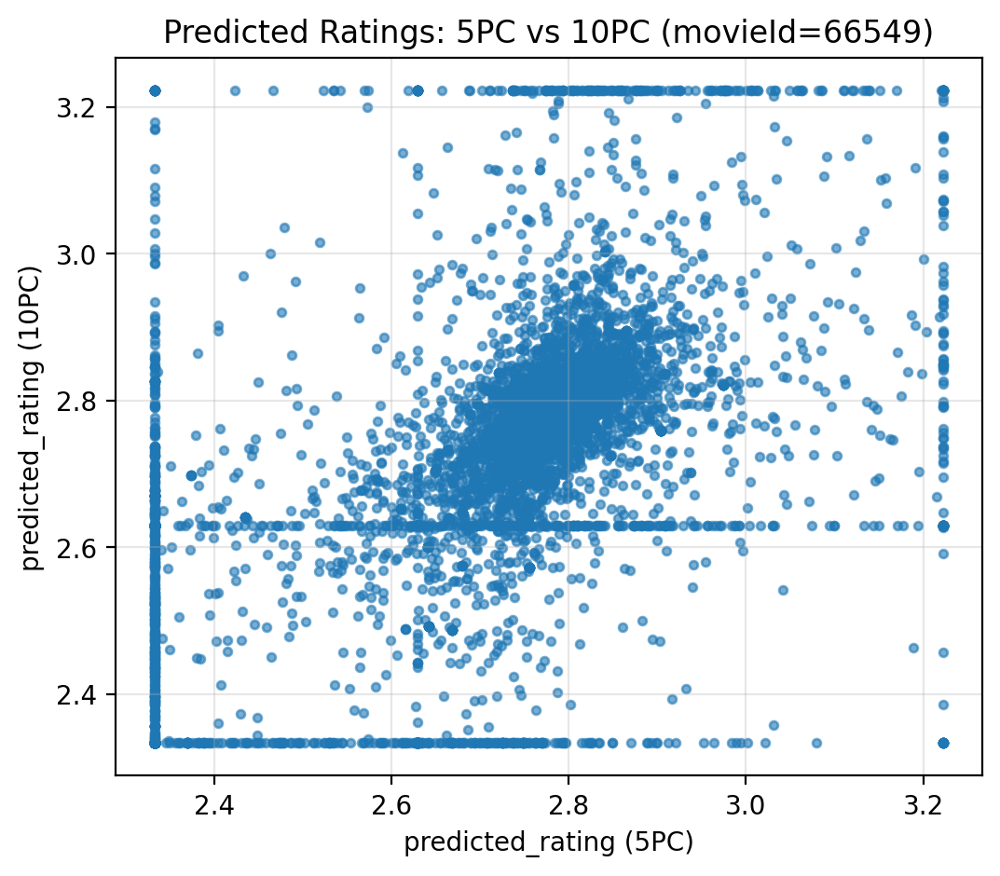 Predicted Ratings: 5PC vs 10PC (movieId=66549)
predicted_rating (10PC)
3.2
3.0
2.8
2.6
2.4
2.4 2.6 2.8 3.0 3.2
predicted_rating (5PC)